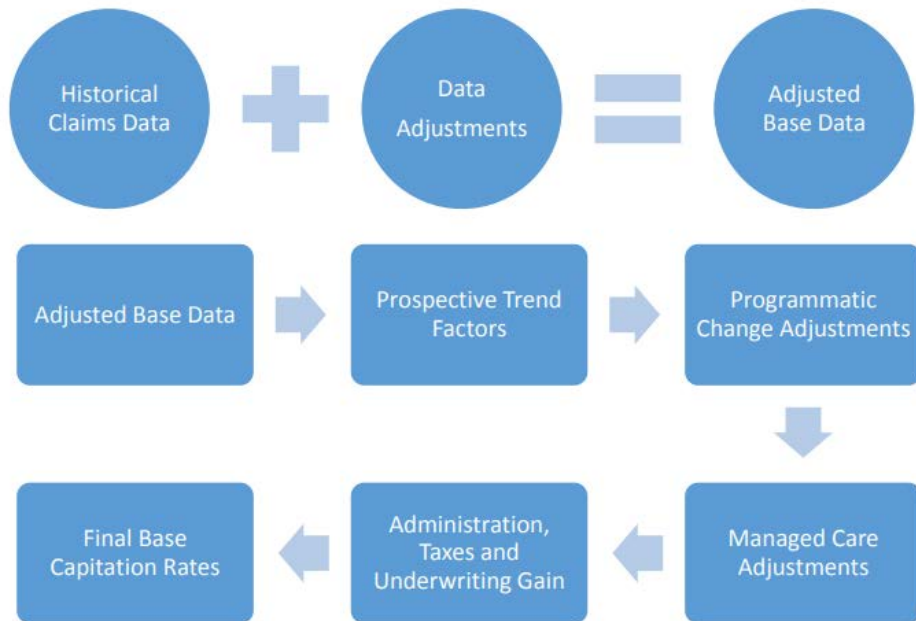 Historical
Claims Data
Data
Adjustments
Adjusted
Base Data
Adjusted Base Data
Prospective Trend
Factors
Programmatic
Change Adjustments
Managed Care
Adjustments
Administration,
Taxes and
Underwriting Gain
Final Base
Capitation Rates